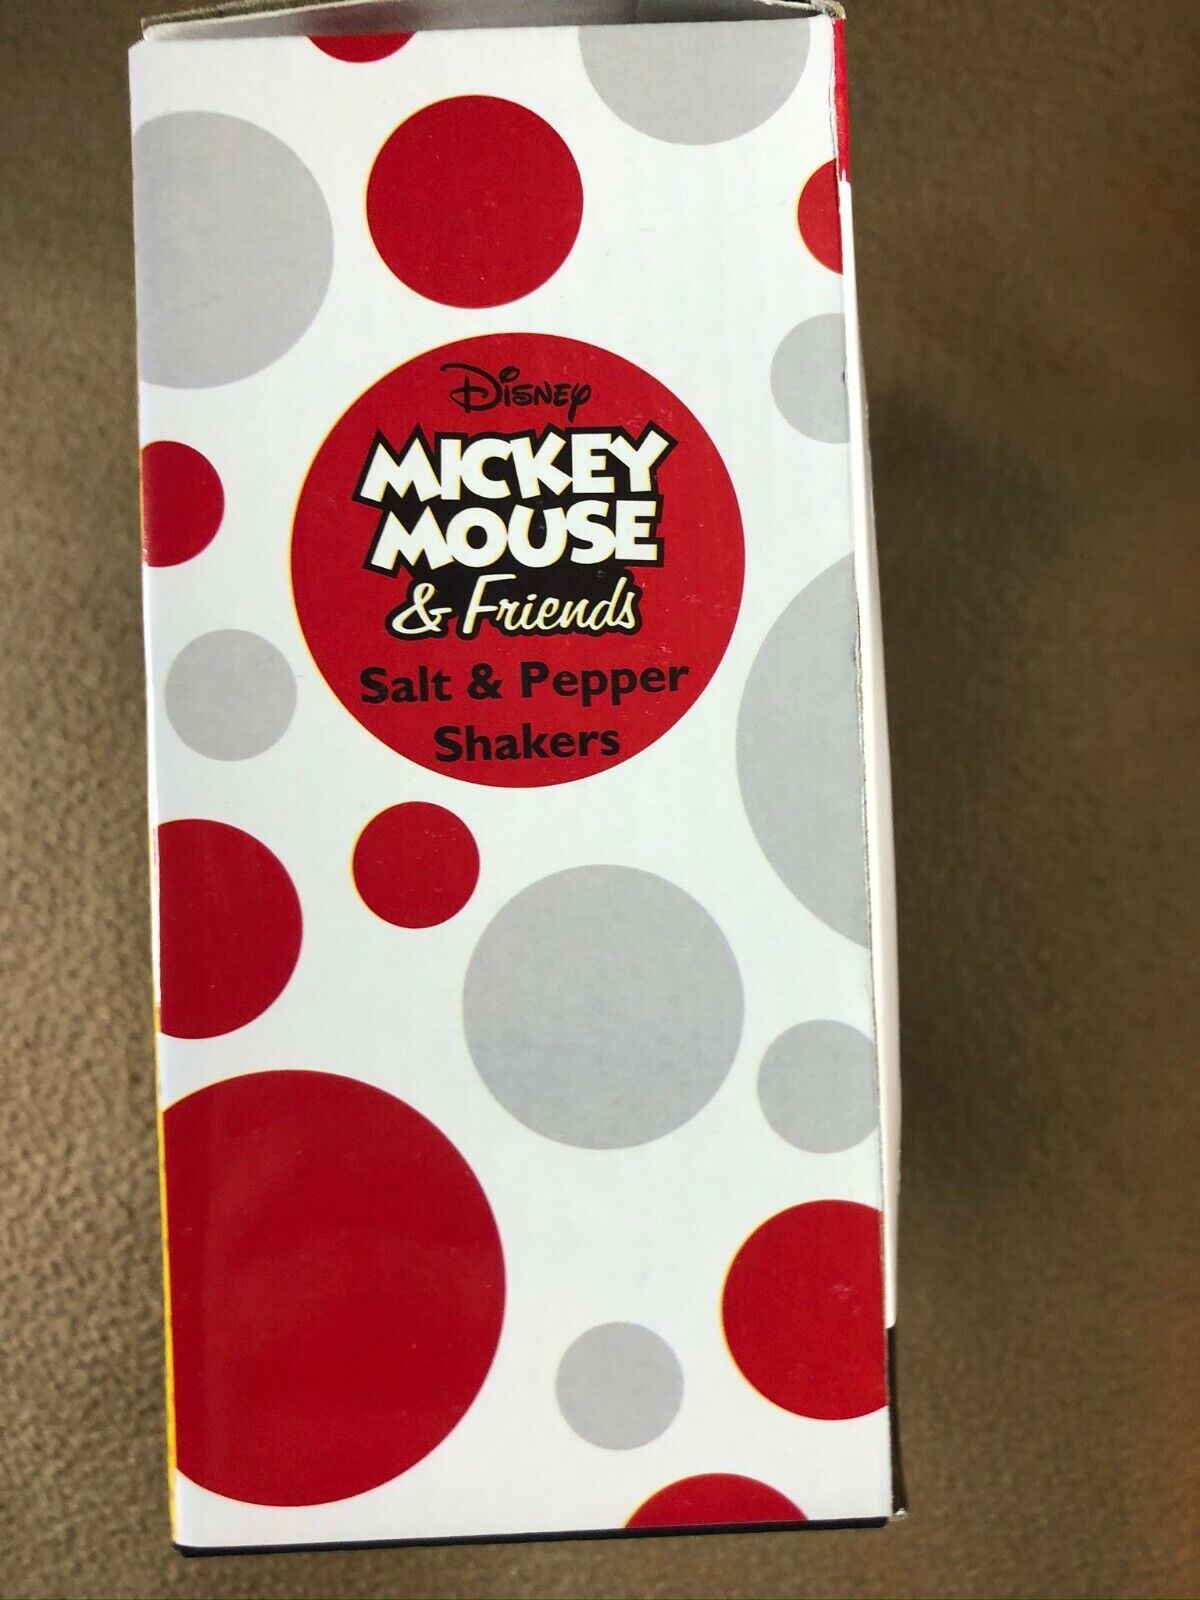 Disney
MICKEY
MOUSE
& Friends
Salt & Pepper
Shakers